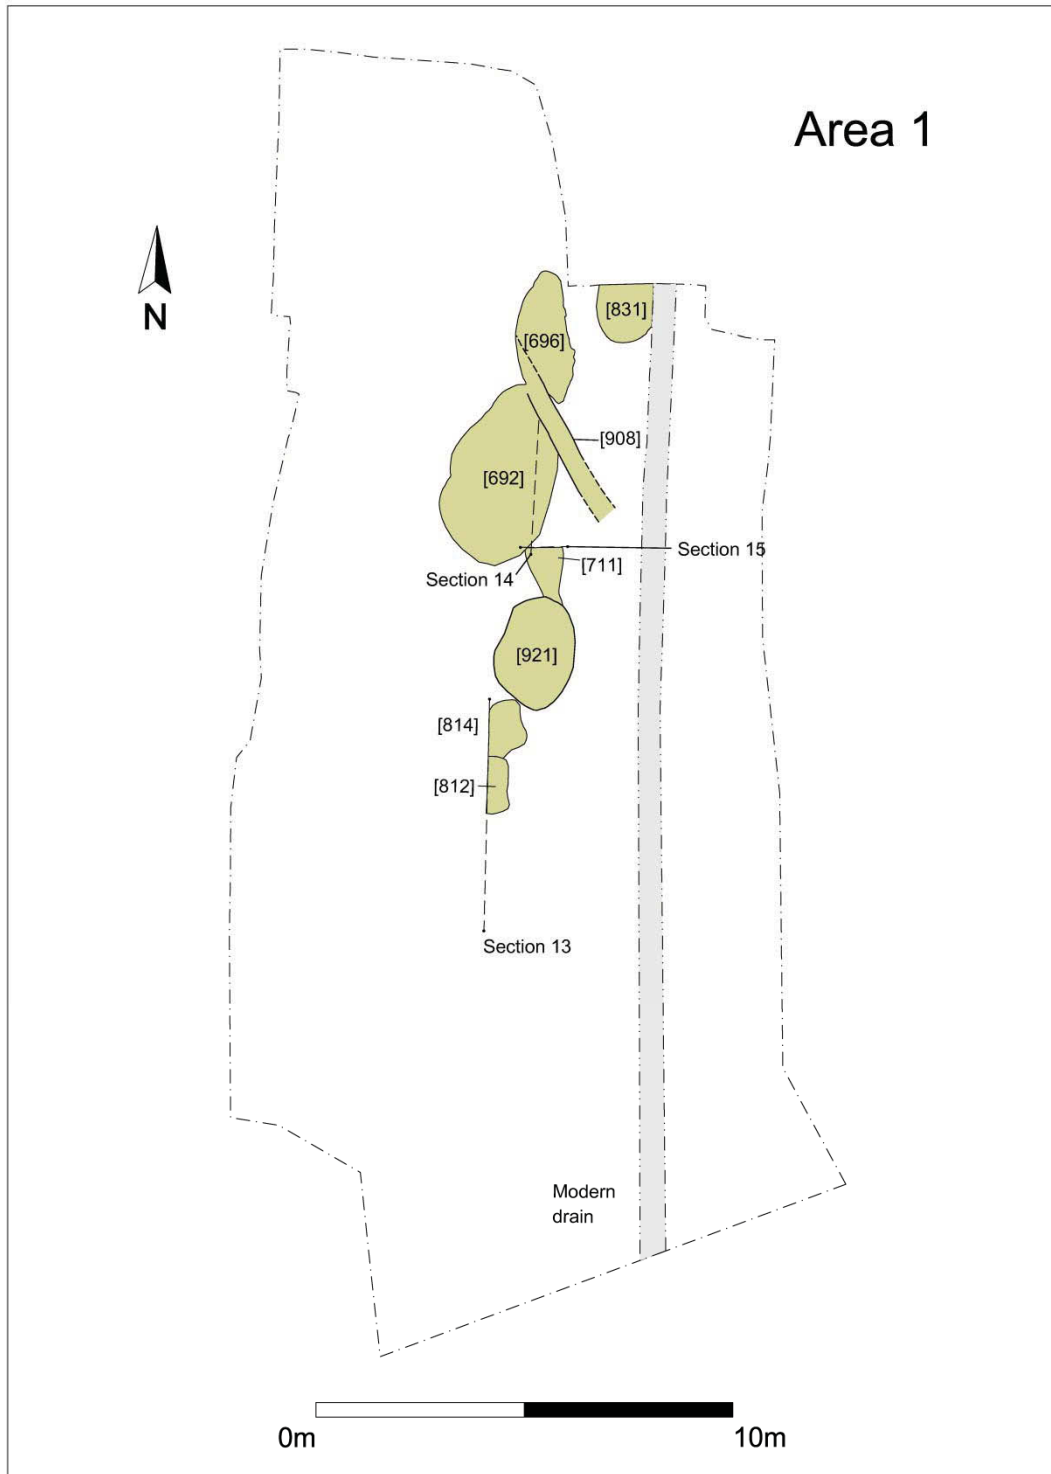 Area 1
N
[831]
[696]
[908]
[692]
Section 15
[711]
Section 14
[921]
[814]
[812]
Section 13
Modern
drain
0m
10m